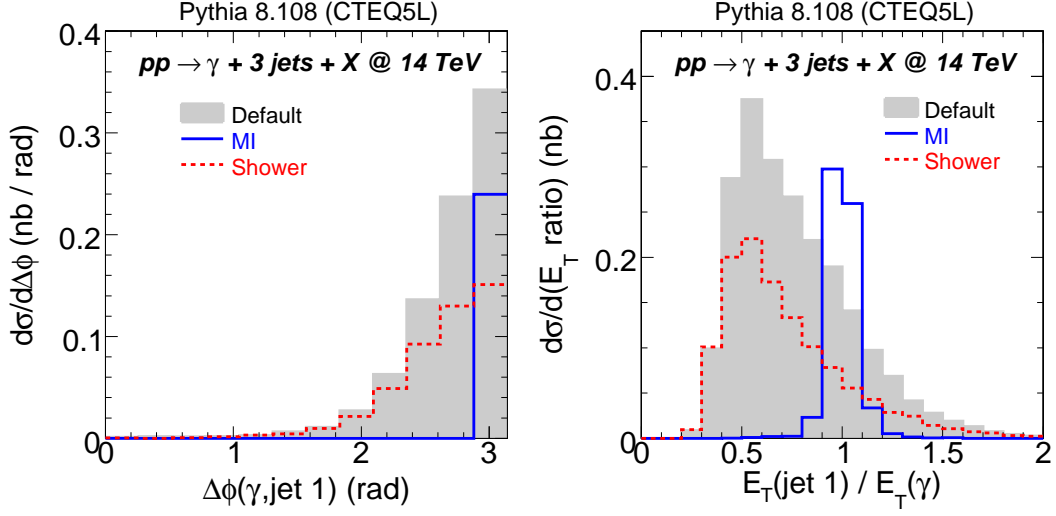 Pythia 8.108 (CTEQ5L)
pp → γ + 3 jets + X @ 14 TeV
Default
MI
Shower
dσ/dΔϕ (nb / rad)
0.4
0.3
0.2
0.1
0
0 1 2 3
Δϕ(γ,jet 1) (rad)
Pythia 8.108 (CTEQ5L)
pp → γ + 3 jets + X @ 14 TeV
Default
MI
Shower
dσ/d(E_T ratio) (nb)
0.4
0.2
0
0 0.5 1 1.5 2
E_T(jet 1) / E_T(γ)